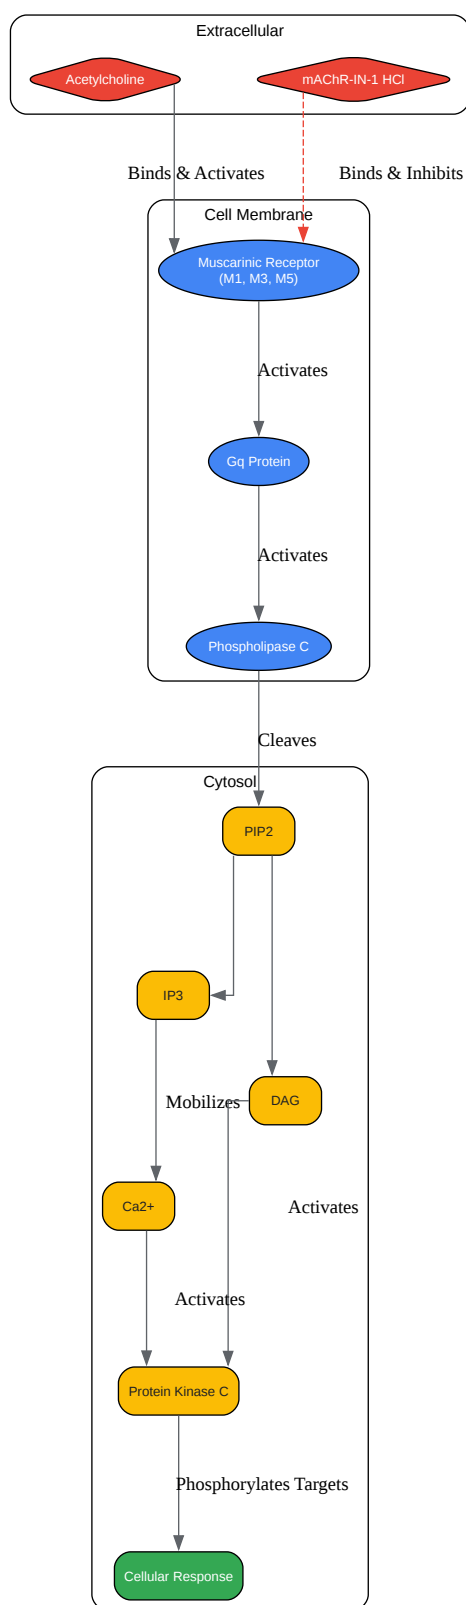 Extracellular
Acetylcholine
mAChR-IN-1 HCl
Binds & Activates
Binds & Inhibits
Cell Membrane
Muscarinic Receptor
(M1, M3, M5)
Activates
Gq Protein
Activates
Phospholipase C
Cleaves
Cytosol
PIP2
IP3
DAG
Mobilizes
Ca2+
Activates
Activates
Protein Kinase C
Phosphorylates Targets
Cellular Response